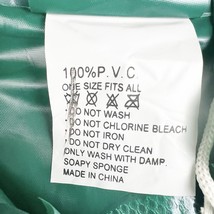 100%P.V.C
ONE SIZE FITS ALL
DO NOT WASH
DO NOT CHLORINE BLEACH
DO NOT IRON
DO NOT DRY CLEAN
ONLY WASH WITH DAMP.
SOAPY SPONGE
MADE IN CHINA